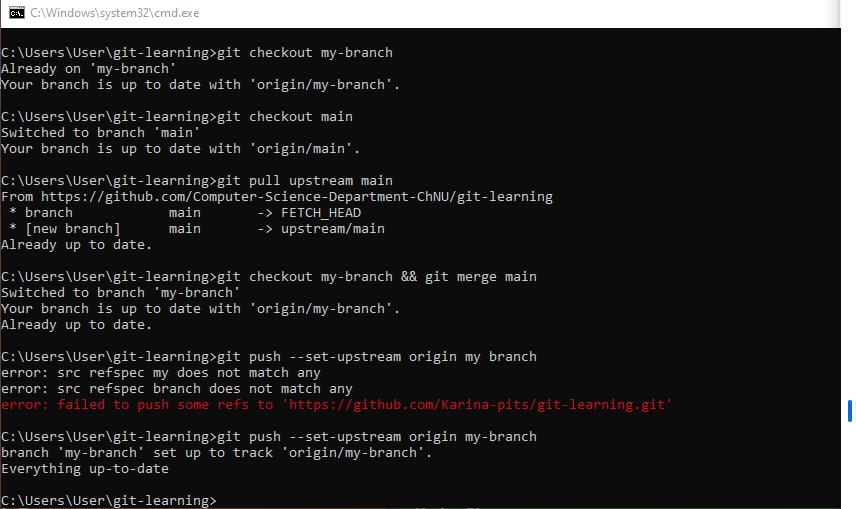 C:\Windows\system32\cmd.exe
C:\Users\User\git-learning>git checkout my-branch
Already on 'my-branch'
Your branch is up to date with 'origin/my-branch'.
C:\Users\User\git-learning>git checkout main
Switched to branch 'main'
Your branch is up to date with 'origin/main'.
C:\Users\User\git-learning>git pull upstream main
From https://github.com/Computer-Science-Department-ChNU/git-learning
 * branch            main       -> FETCH_HEAD
 * [new branch]      main       -> upstream/main
Already up to date.
C:\Users\User\git-learning>git checkout my-branch && git merge main
Switched to branch 'my-branch'
Your branch is up to date with 'origin/my-branch'.
Already up to date.
C:\Users\User\git-learning>git push --set-upstream origin my branch
error: src refspec my does not match any
error: src refspec branch does not match any
error: failed to push some refs to 'https://github.com/Karina-pits/git-learning.git'
C:\Users\User\git-learning>git push --set-upstream origin my-branch
branch 'my-branch' set up to track 'origin/my-branch'.
Everything up-to-date
C:\Users\User\git-learning>